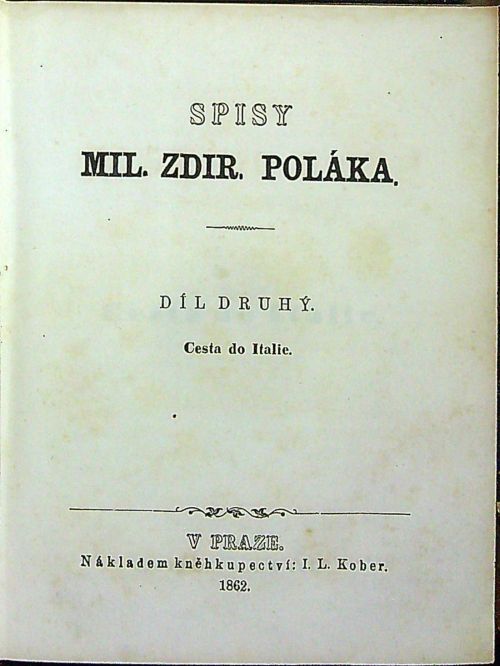 SPISY
MIL. ZDIR. POLÁKA.
DÍL DRUHÝ.
Cesta do Italie.
V PRAZE.
Nákladem kněhkupectví: I. L. Kober.
1862.